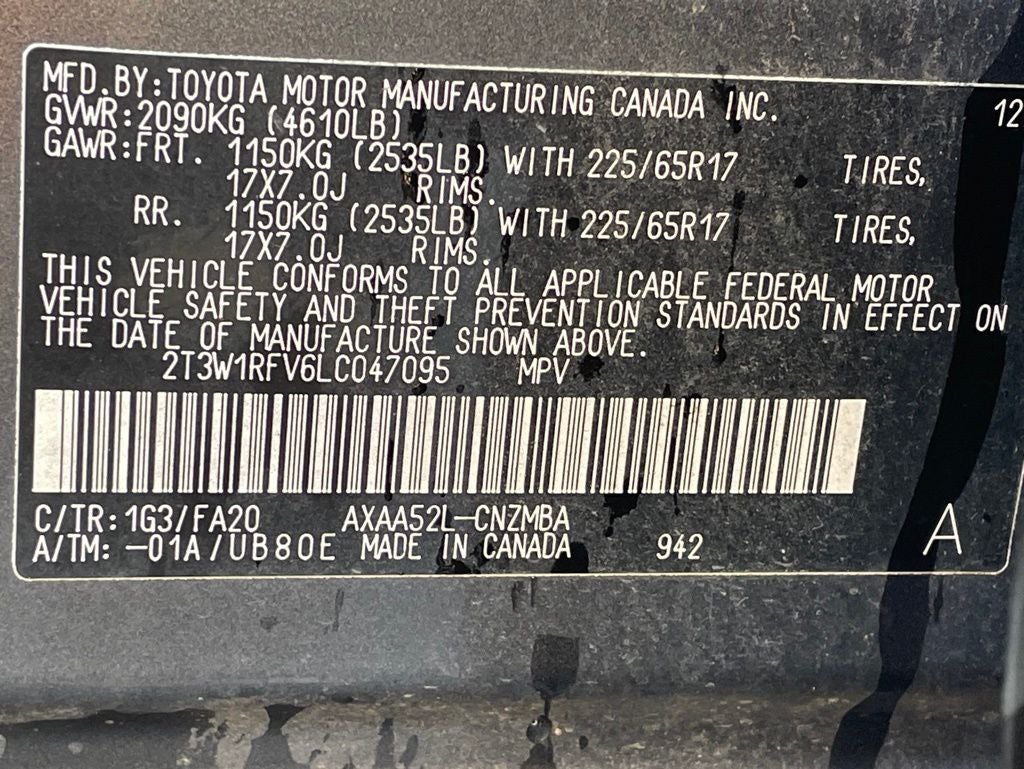 MFD.BY:TOYOTA MOTOR MANUFACTURING CANADA INC. 12
GVWR:2090KG (4610LB)
GAWR:FRT. 1150KG (2535LB) WITH 225/65R17 TIRES,
17X7.0J RIMS.
RR. 1150KG (2535LB) WITH 225/65R17 TIRES,
17X7.0J RIMS.
THIS VEHICLE CONFORMS TO ALL APPLICABLE FEDERAL MOTOR
VEHICLE SAFETY AND THEFT PREVENTION STANDARDS IN EFFECT ON
THE DATE OF MANUFACTURE SHOWN ABOVE.
2T3W1RFV6LC047095 MPV
C/TR:1G3/FA20 AXAA52L-CNZMBA
A/TM:-01A/UB80E MADE IN CANADA 942 A